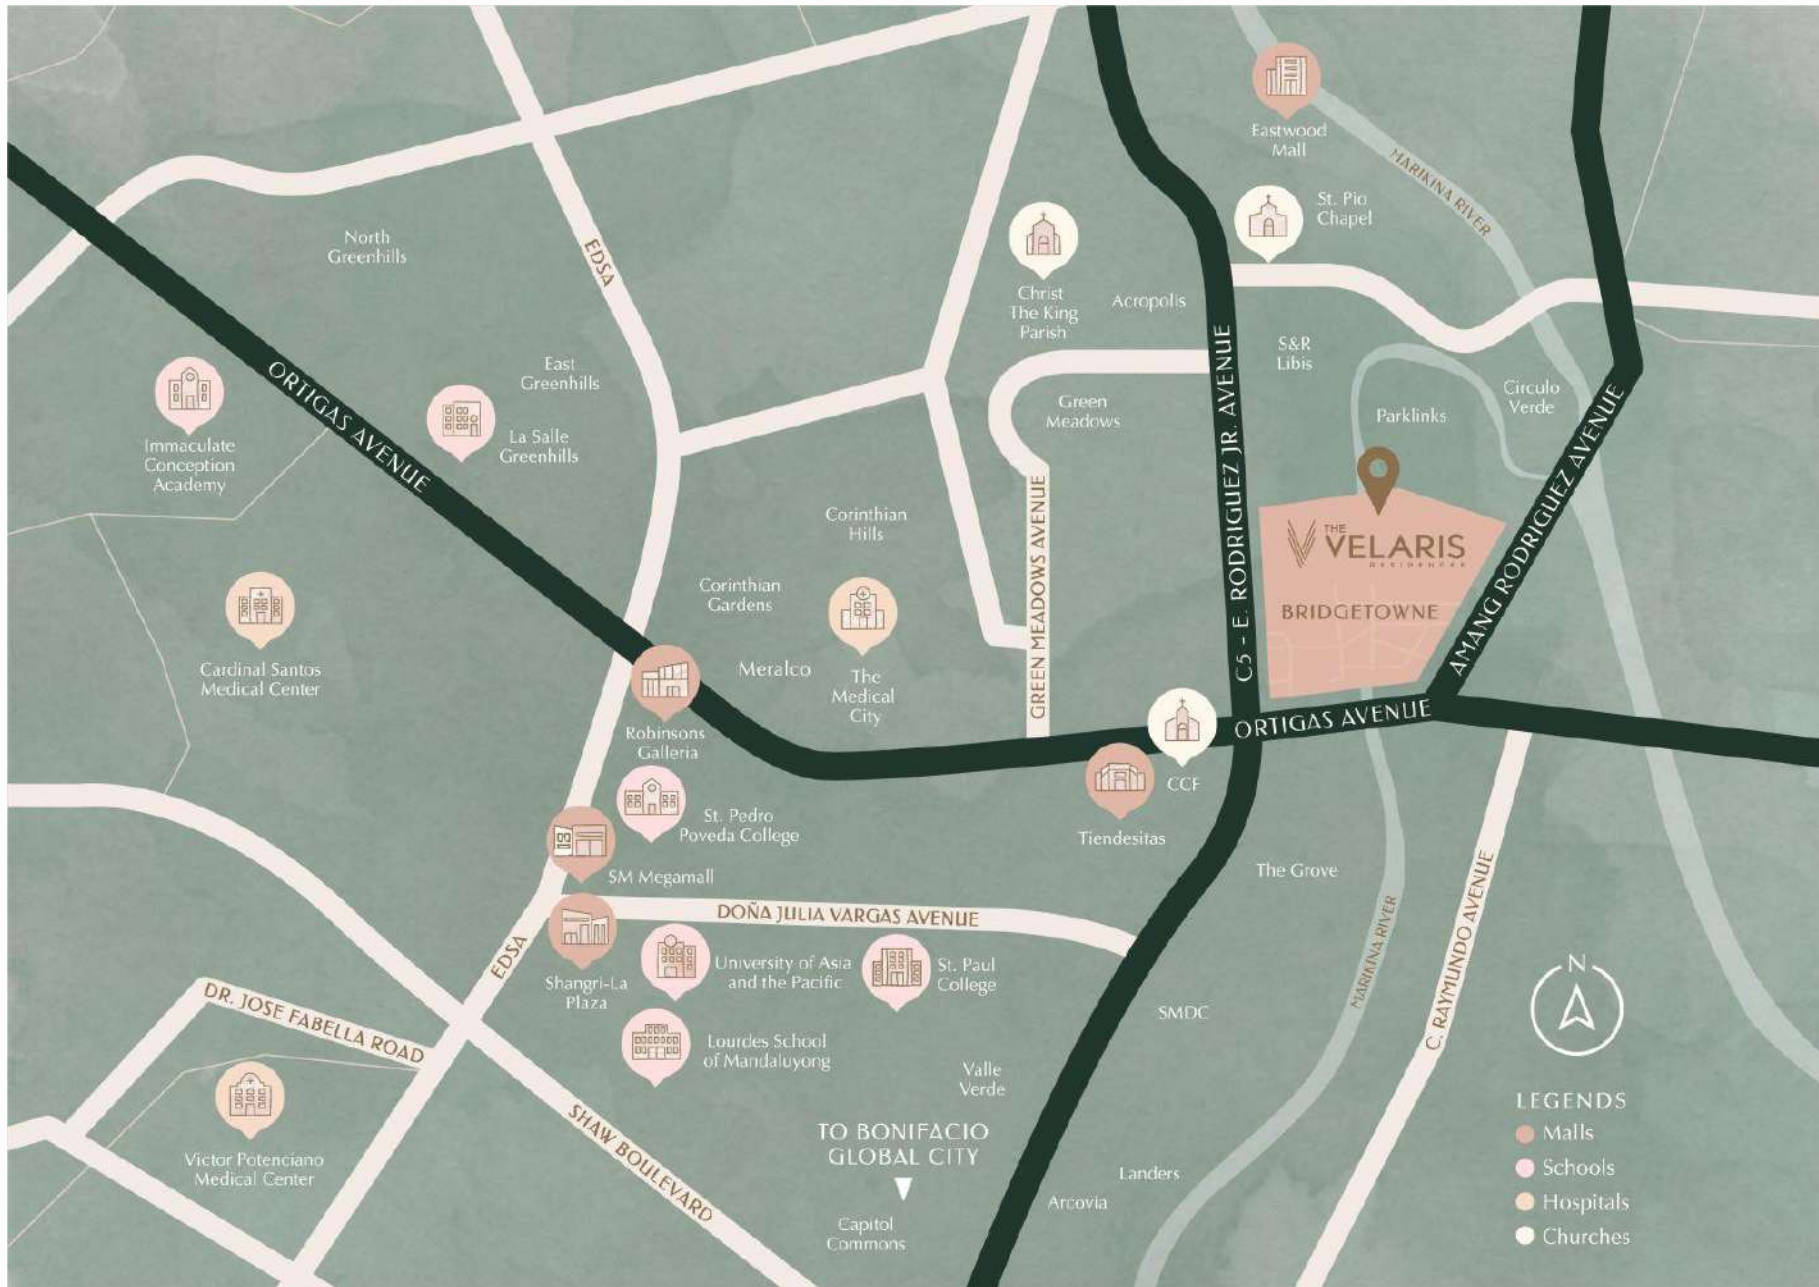 Eastwood
Mall
MARIKINA RIVER
St. Pio
Chapel
North
Greenhills
EDSA
Christ
The King
Parish
Acropolis
S&R
Libis
C5 - E. RODRIGUEZ JR. AVENUE
East
Greenhills
ORTIGAS AVENUE
Immaculate
Conception
Academy
La Salle
Greenhills
Green
Meadows
Parklinks
Circulo
Verde
AMANG RODRIGUEZ AVENUE
Corinthian
Hills
GREEN MEADOWS AVENUE
THE
VELARIS
RESIDENCES
BRIDGETOWNE
Corinthian
Gardens
Cardinal Santos
Medical Center
Meralco
The
Medical
City
ORTIGAS AVENUE
Robinsons
Galleria
CCF
Tiendesitas
St. Pedro
Poveda College
SM Megamall
The Grove
DOÑA JULIA VARGAS AVENUE
C. RAYMUNDO AVENUE
MARIKINA RIVER
EDSA
Shangri-La
Plaza
University of Asia
and the Pacific
St. Paul
College
DR. JOSE FABELLA ROAD
SMDC
N
Lourdes School
of Mandaluyong
Valle
Verde
SHAW BOULEVARD
TO BONIFACIO
GLOBAL CITY
Victor Potenciano
Medical Center
Landers
Arcovia
Capitol
Commons
LEGENDS
Malls
Schools
Hospitals
Churches